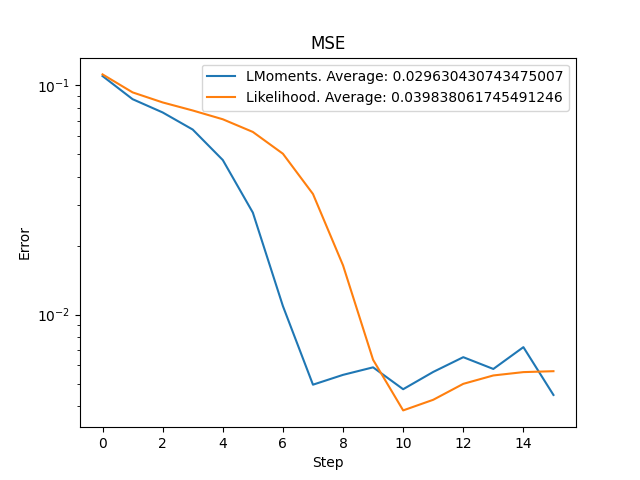 MSE
LMoments. Average: 0.029630430743475007
Likelihood. Average: 0.039838061745491246
10⁻¹
10⁻²
Error
0 2 4 6 8 10 12 14
Step